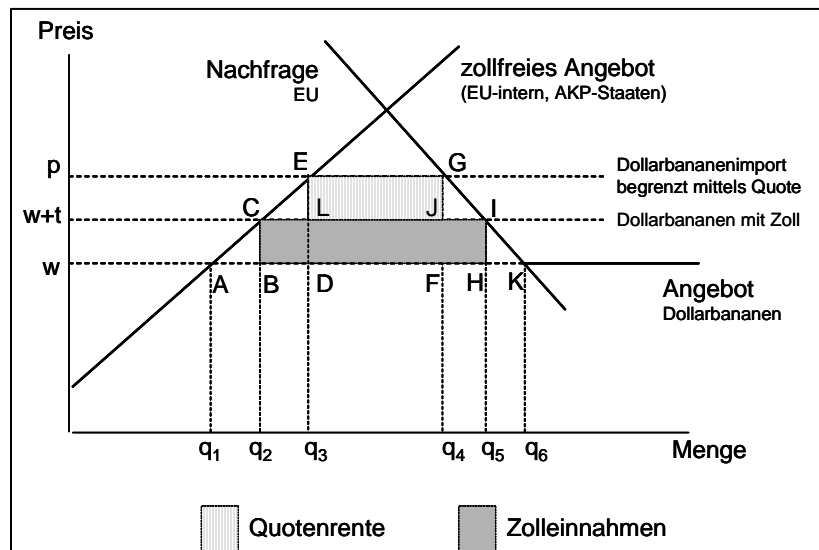 Preis
Nachfrage
EU
zollfreies Angebot
(EU-intern, AKP-Staaten)
p
E
G
Dollarbananenimport
begrenzt mittels Quote
w+t
C
L
J
I
Dollarbananen mit Zoll
w
A
B
D
F
H
K
Angebot
Dollarbananen
q1
q2
q3
q4
q5
q6
Menge
Quotenrente
Zolleinnahmen